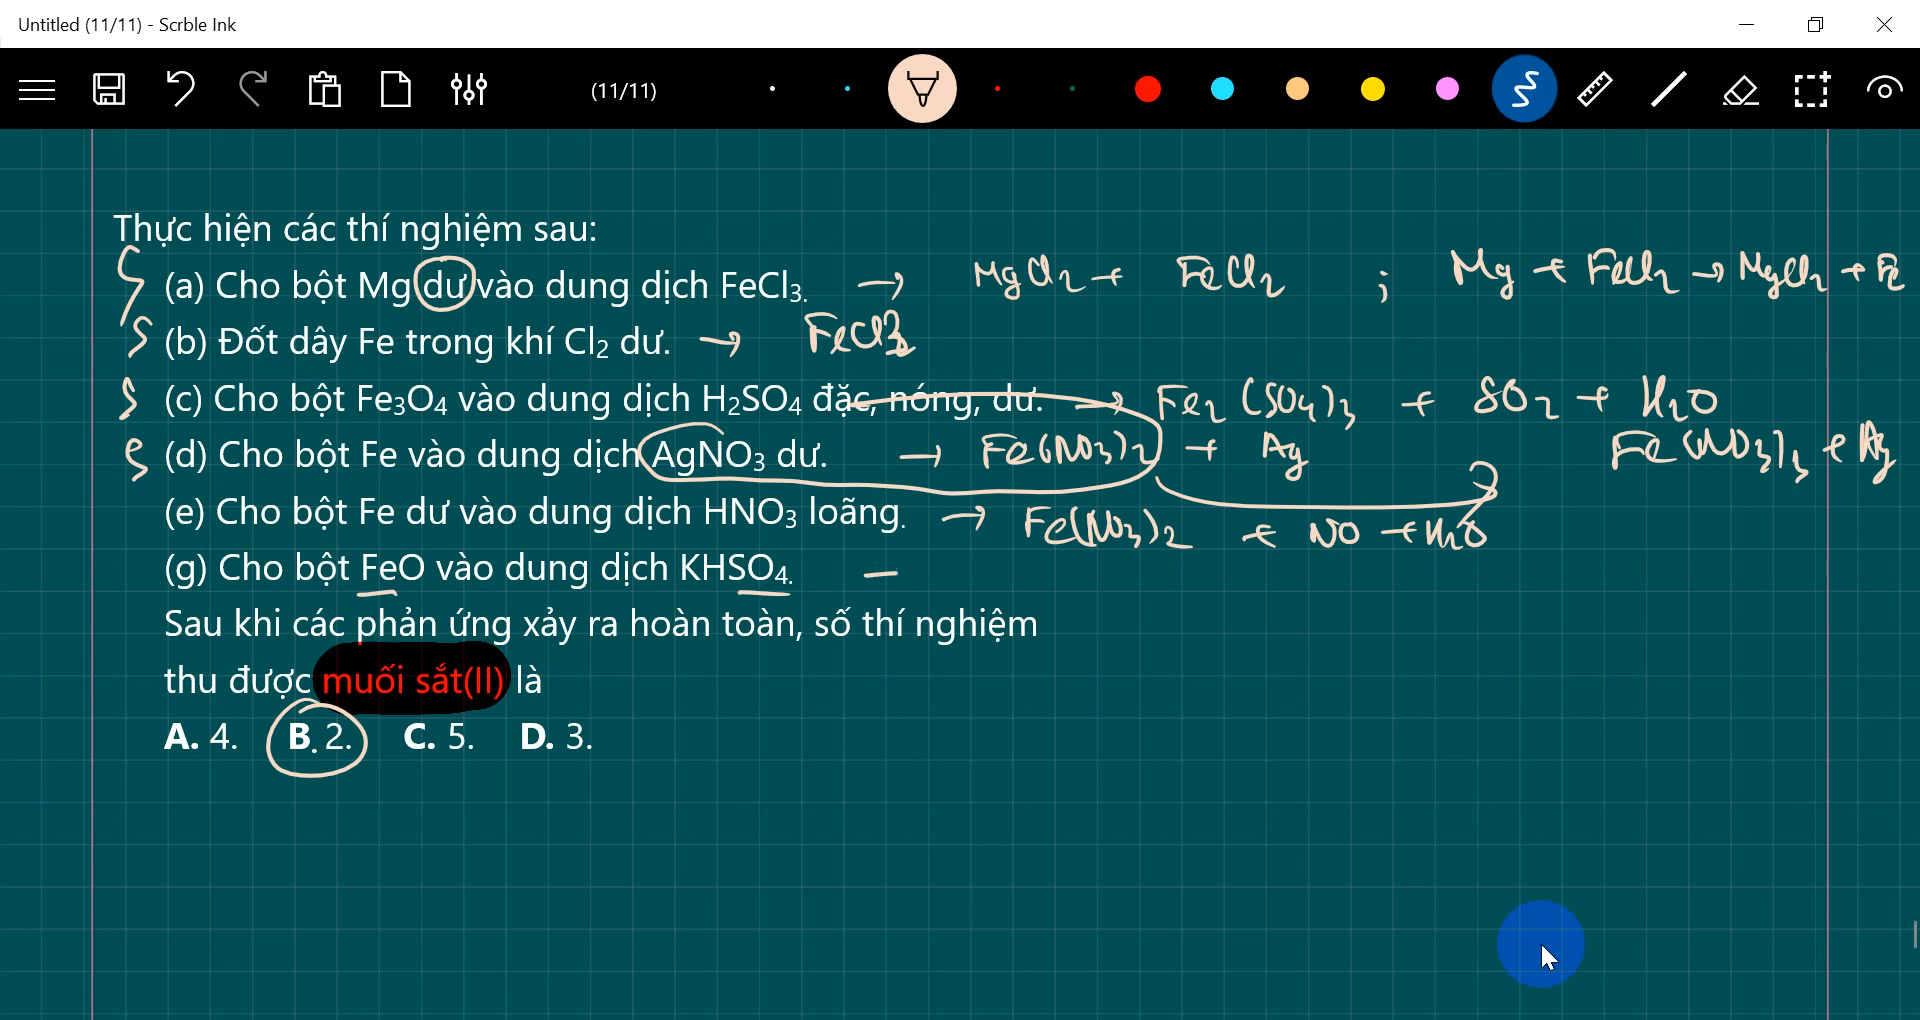 Untitled (11/11) - Scrble Ink
(11/11)
Thực hiện các thí nghiệm sau:
(a) Cho bột Mg dư vào dung dịch FeCl₃. → MgCl₂ + FeCl₂ ; Mg + FeCl₂ → MgCl₂ + Fe
(b) Đốt dây Fe trong khí Cl₂ dư. → FeCl₃
(c) Cho bột Fe₃O₄ vào dung dịch H₂SO₄ đặc, nóng, dư. → Fe₂(SO₄)₃ + SO₂ + H₂O
(d) Cho bột Fe vào dung dịch AgNO₃ dư. → Fe(NO₃)₂ + Ag Fe(NO₃)₃ + Ag
(e) Cho bột Fe dư vào dung dịch HNO₃ loãng. → Fe(NO₃)₂ + NO + H₂O
(g) Cho bột FeO vào dung dịch KHSO₄. –
Sau khi các phản ứng xảy ra hoàn toàn, số thí nghiệm
thu được muối sắt(II) là
A. 4. B. 2. C. 5. D. 3.